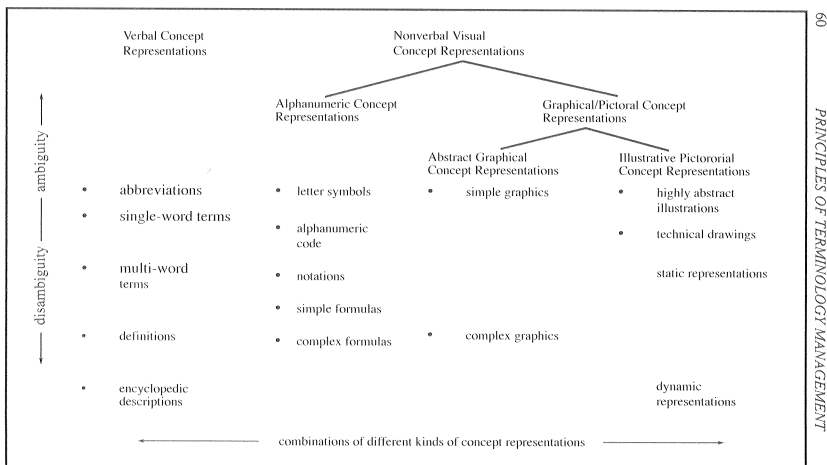 Verbal Concept
Representations
Nonverbal Visual
Concept Representations
Alphanumeric Concept
Representations
Graphical/Pictoral Concept
Representations
Abstract Graphical
Concept Representations
Illustrative Pictororial
Concept Representations
ambiguity
disambiguity
• abbreviations
• single-word terms
• multi-word
terms
• definitions
• encyclopedic
descriptions
• letter symbols
• alphanumeric
code
• notations
• simple formulas
• complex formulas
• simple graphics
• complex graphics
• highly abstract
illustrations
• technical drawings
static representations
dynamic
representations
combinations of different kinds of concept representations
60
PRINCIPLES OF TERMINOLOGY MANAGEMENT